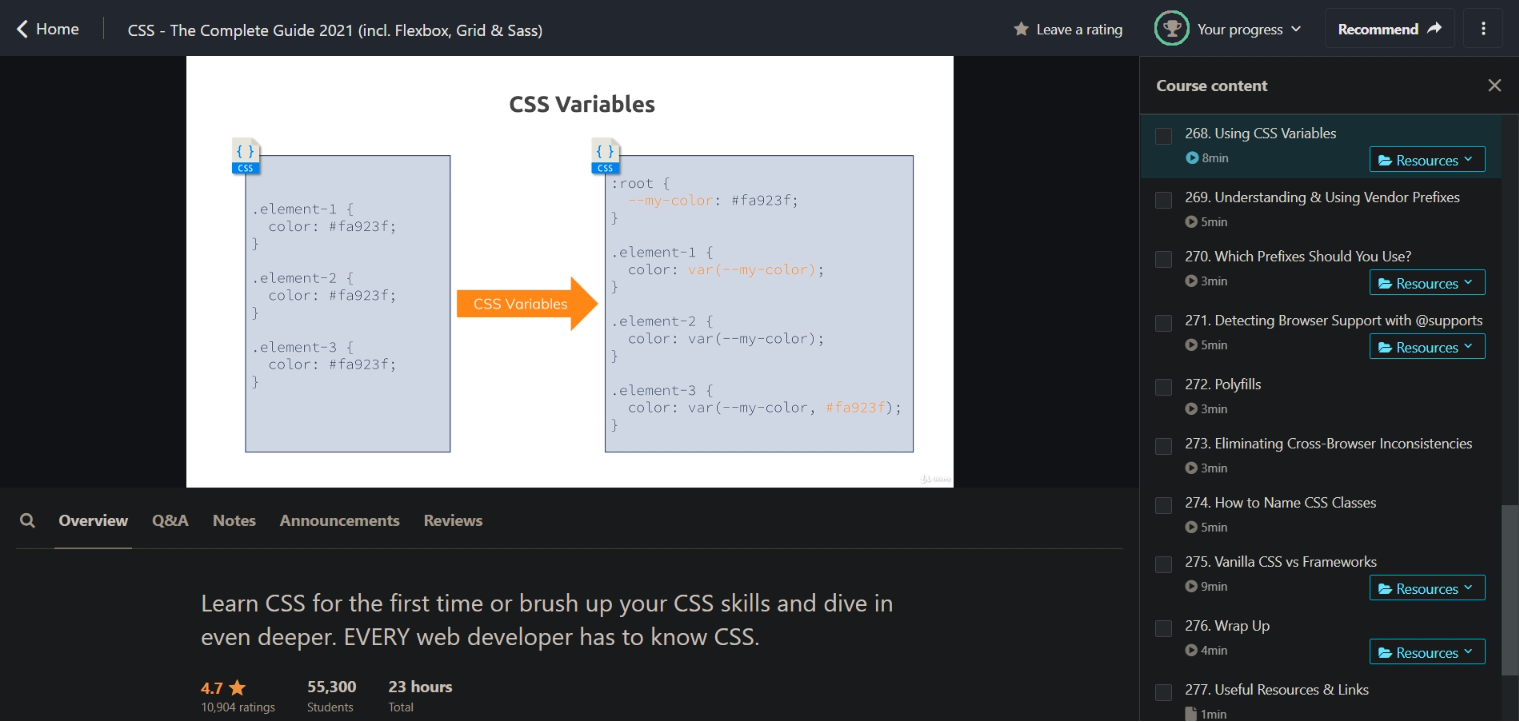 Home
CSS - The Complete Guide 2021 (incl. Flexbox, Grid & Sass)
Leave a rating
Your progress
Recommend
CSS Variables
{ }
CSS
.element-1 {
color: #fa923f;
}
.element-2 {
color: #fa923f;
}
.element-3 {
color: #fa923f;
}
CSS Variables
{ }
CSS
:root {
--my-color: #fa923f;
}
.element-1 {
color: var(--my-color);
}
.element-2 {
color: var(--my-color);
}
.element-3 {
color: var(--my-color, #fa923f);
}
Course content
268. Using CSS Variables
8min
Resources
269. Understanding & Using Vendor Prefixes
5min
270. Which Prefixes Should You Use?
3min
Resources
271. Detecting Browser Support with @supports
5min
Resources
272. Polyfills
3min
273. Eliminating Cross-Browser Inconsistencies
3min
274. How to Name CSS Classes
5min
275. Vanilla CSS vs Frameworks
9min
Resources
276. Wrap Up
4min
Resources
277. Useful Resources & Links
1min
Overview
Q&A
Notes
Announcements
Reviews
Learn CSS for the first time or brush up your CSS skills and dive in
even deeper. EVERY web developer has to know CSS.
4.7
10,904 ratings
55,300
Students
23 hours
Total